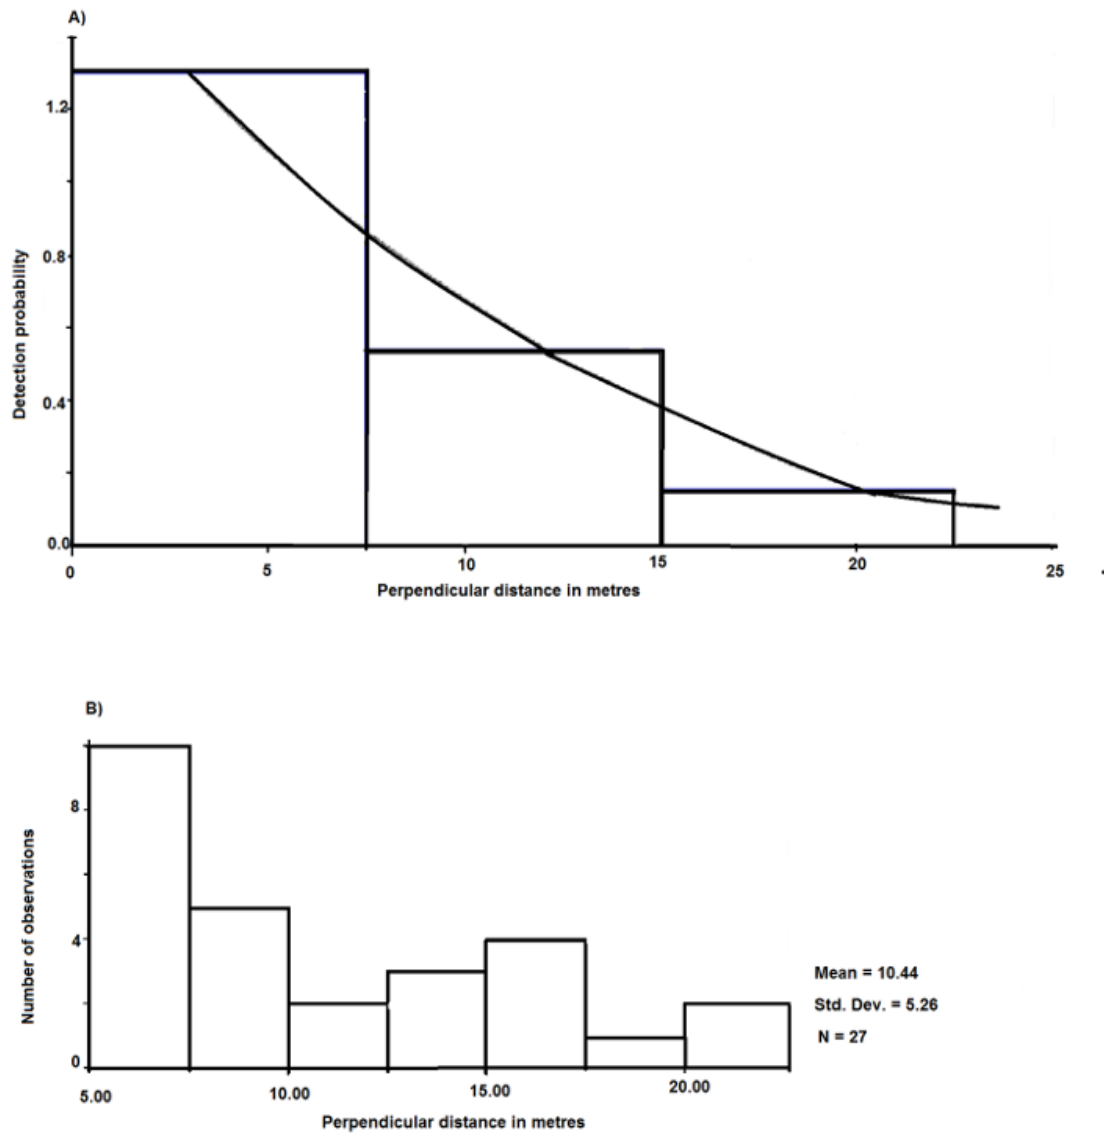 A)
1.2
0.8
0.4
0.0
Detection probability
0 5 10 15 20 25
Perpendicular distance in metres
B)
8
4
0
Number of observations
Mean = 10.44
Std. Dev. = 5.26
N = 27
5.00 10.00 15.00 20.00
Perpendicular distance in metres